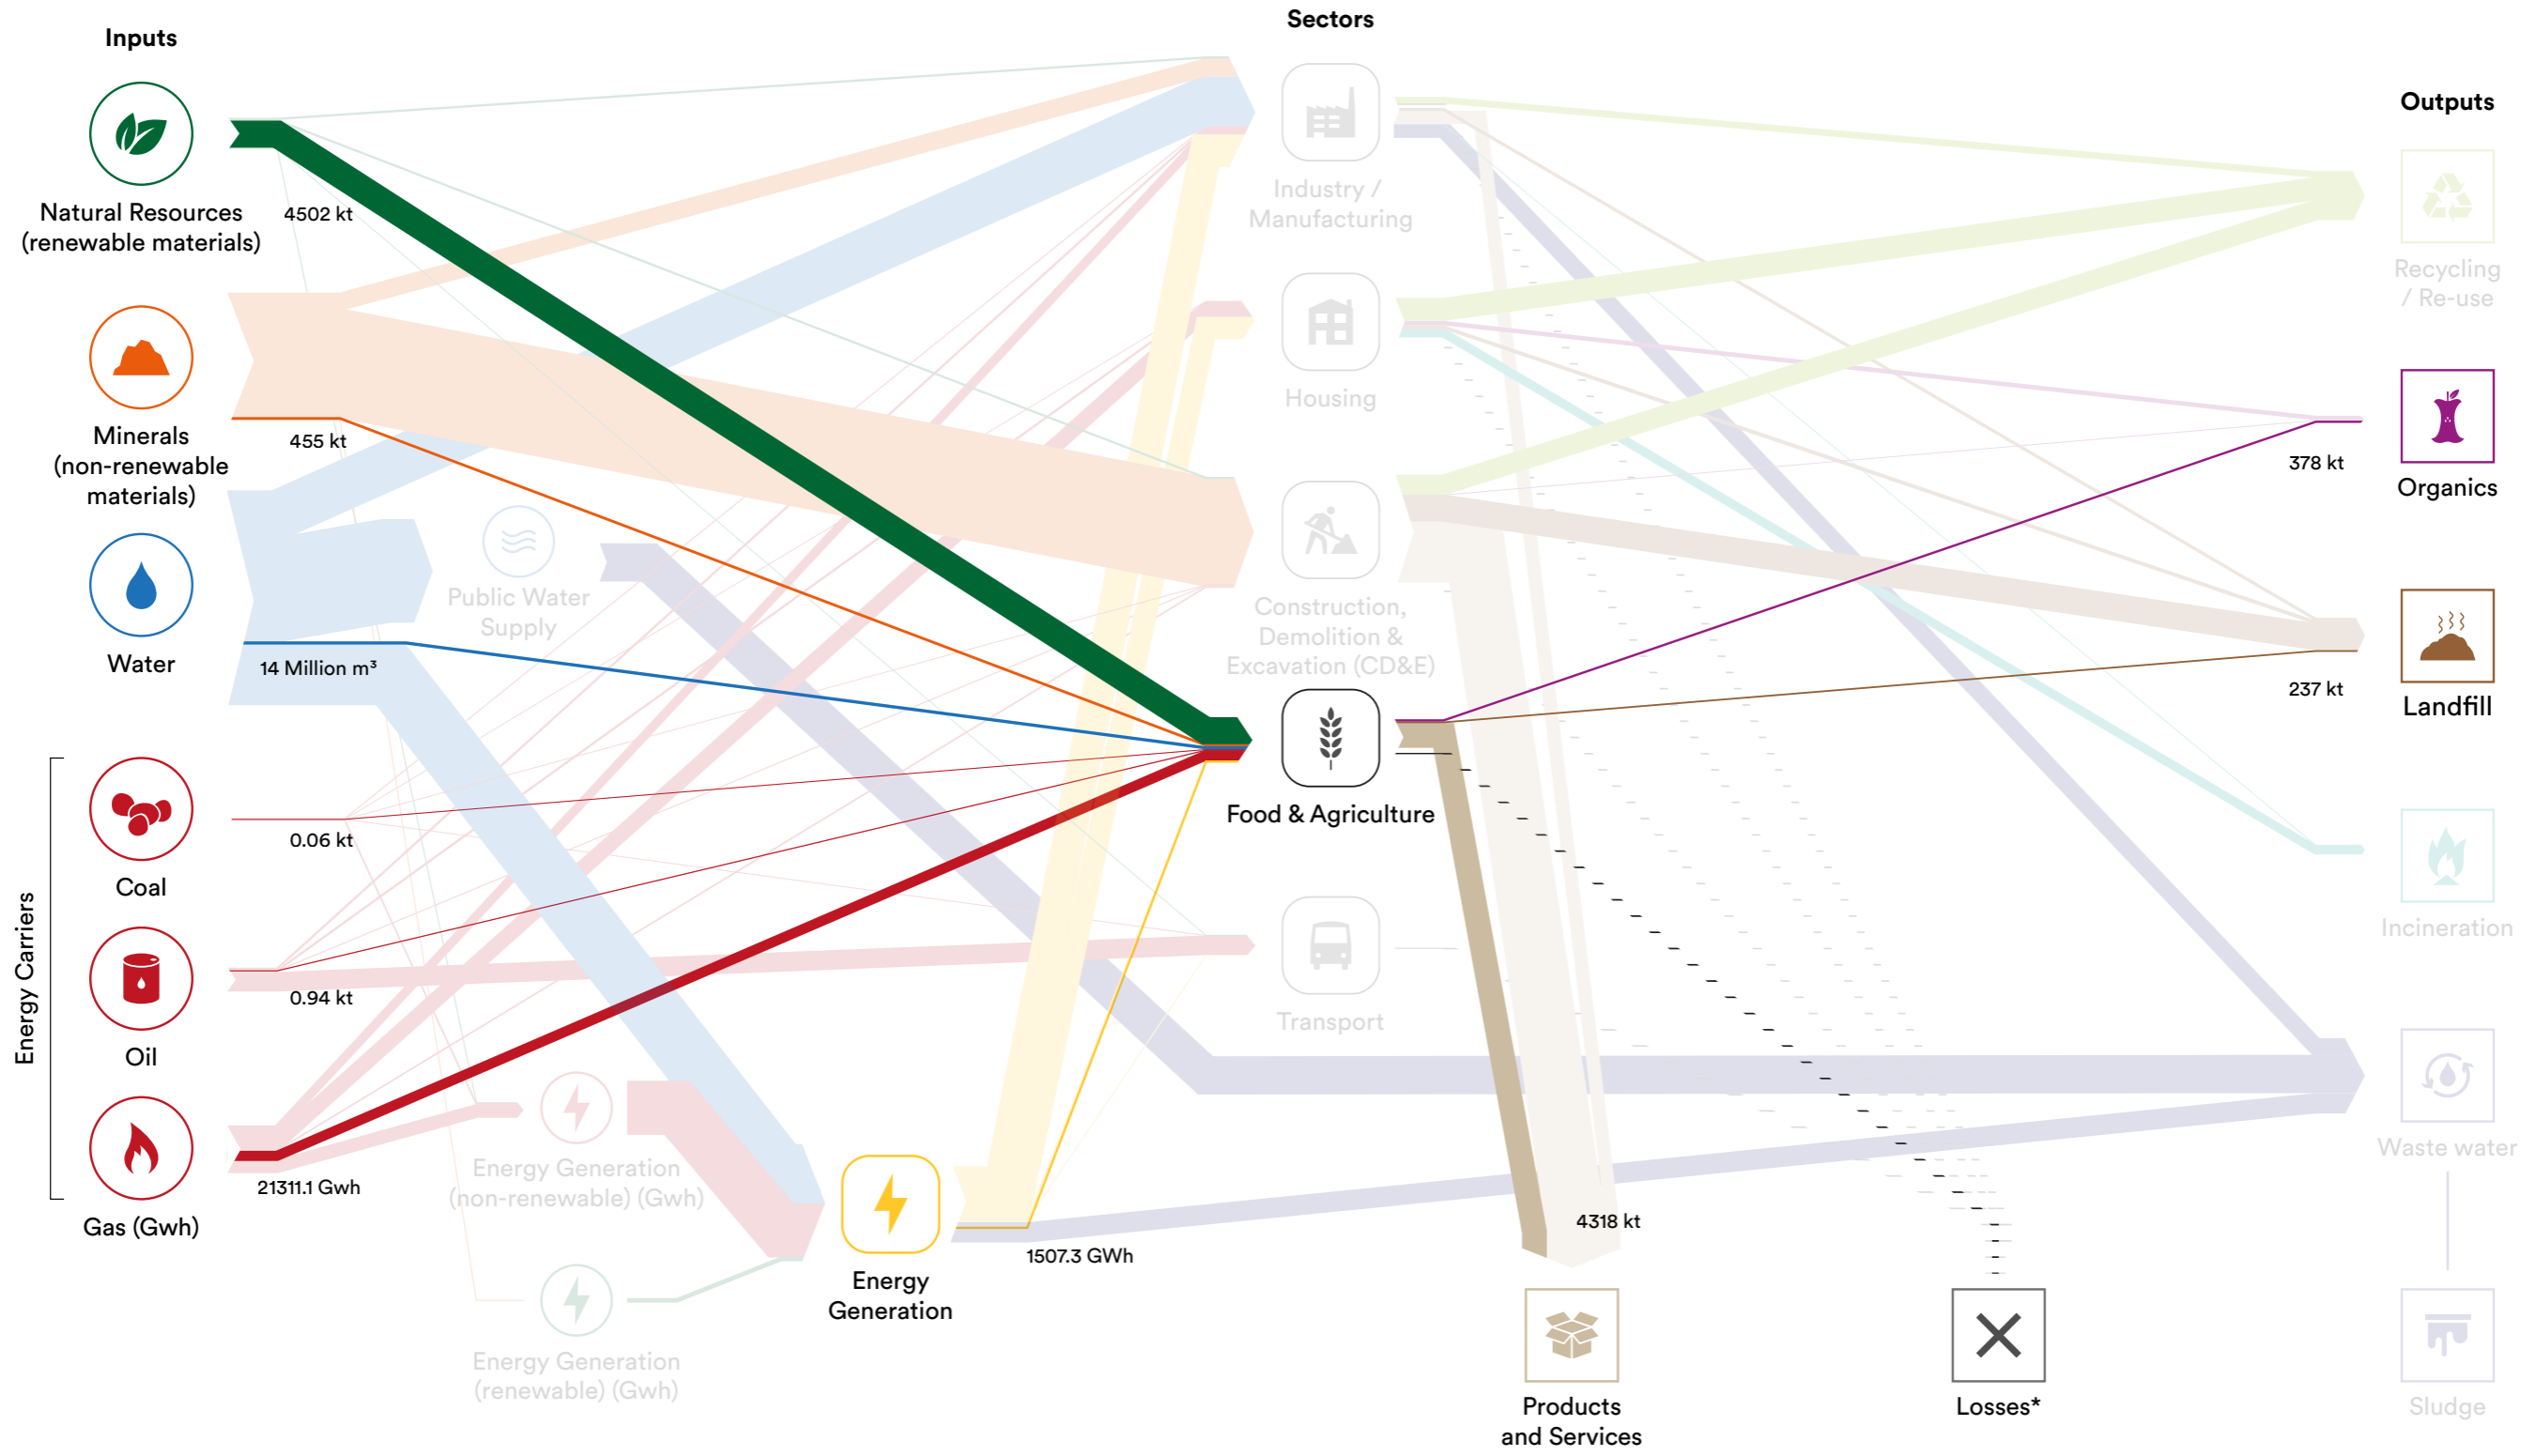 Inputs
Natural Resources
(renewable materials)
4502 kt
Minerals
(non-renewable
materials)
455 kt
Water
14 Million m³
Public Water
Supply
Energy Carriers
Coal
0.06 kt
Oil
0.94 kt
Gas (Gwh)
21311.1 Gwh
Energy Generation
(non-renewable) (Gwh)
Energy Generation
(renewable) (Gwh)
Energy
Generation
1507.3 GWh
Sectors
Industry /
Manufacturing
Housing
Construction,
Demolition &
Excavation (CD&E)
Food & Agriculture
Transport
4318 kt
Products
and Services
Losses*
Outputs
Recycling
/ Re-use
Organics
378 kt
Landfill
237 kt
Incineration
Waste water
Sludge